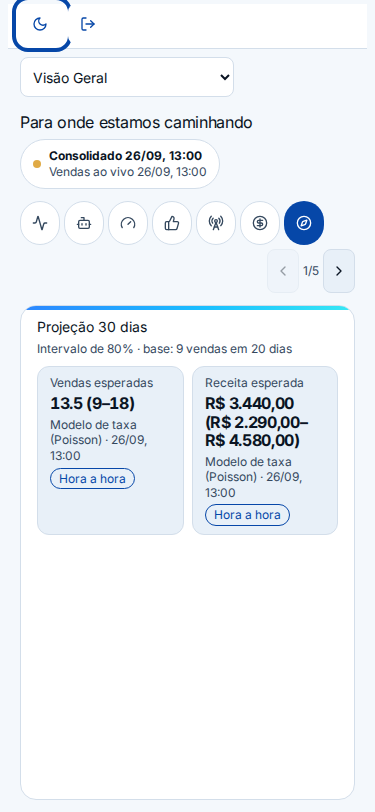 Visão Geral
Para onde estamos caminhando
Consolidado 26/09, 13:00
Vendas ao vivo 26/09, 13:00
1/5
Projeção 30 dias
Intervalo de 80% · base: 9 vendas em 20 dias
Vendas esperadas
13.5 (9–18)
Modelo de taxa
(Poisson) · 26/09,
13:00
Hora a hora
Receita esperada
R$ 3.440,00
(R$ 2.290,00–
R$ 4.580,00)
Modelo de taxa
(Poisson) · 26/09,
13:00
Hora a hora